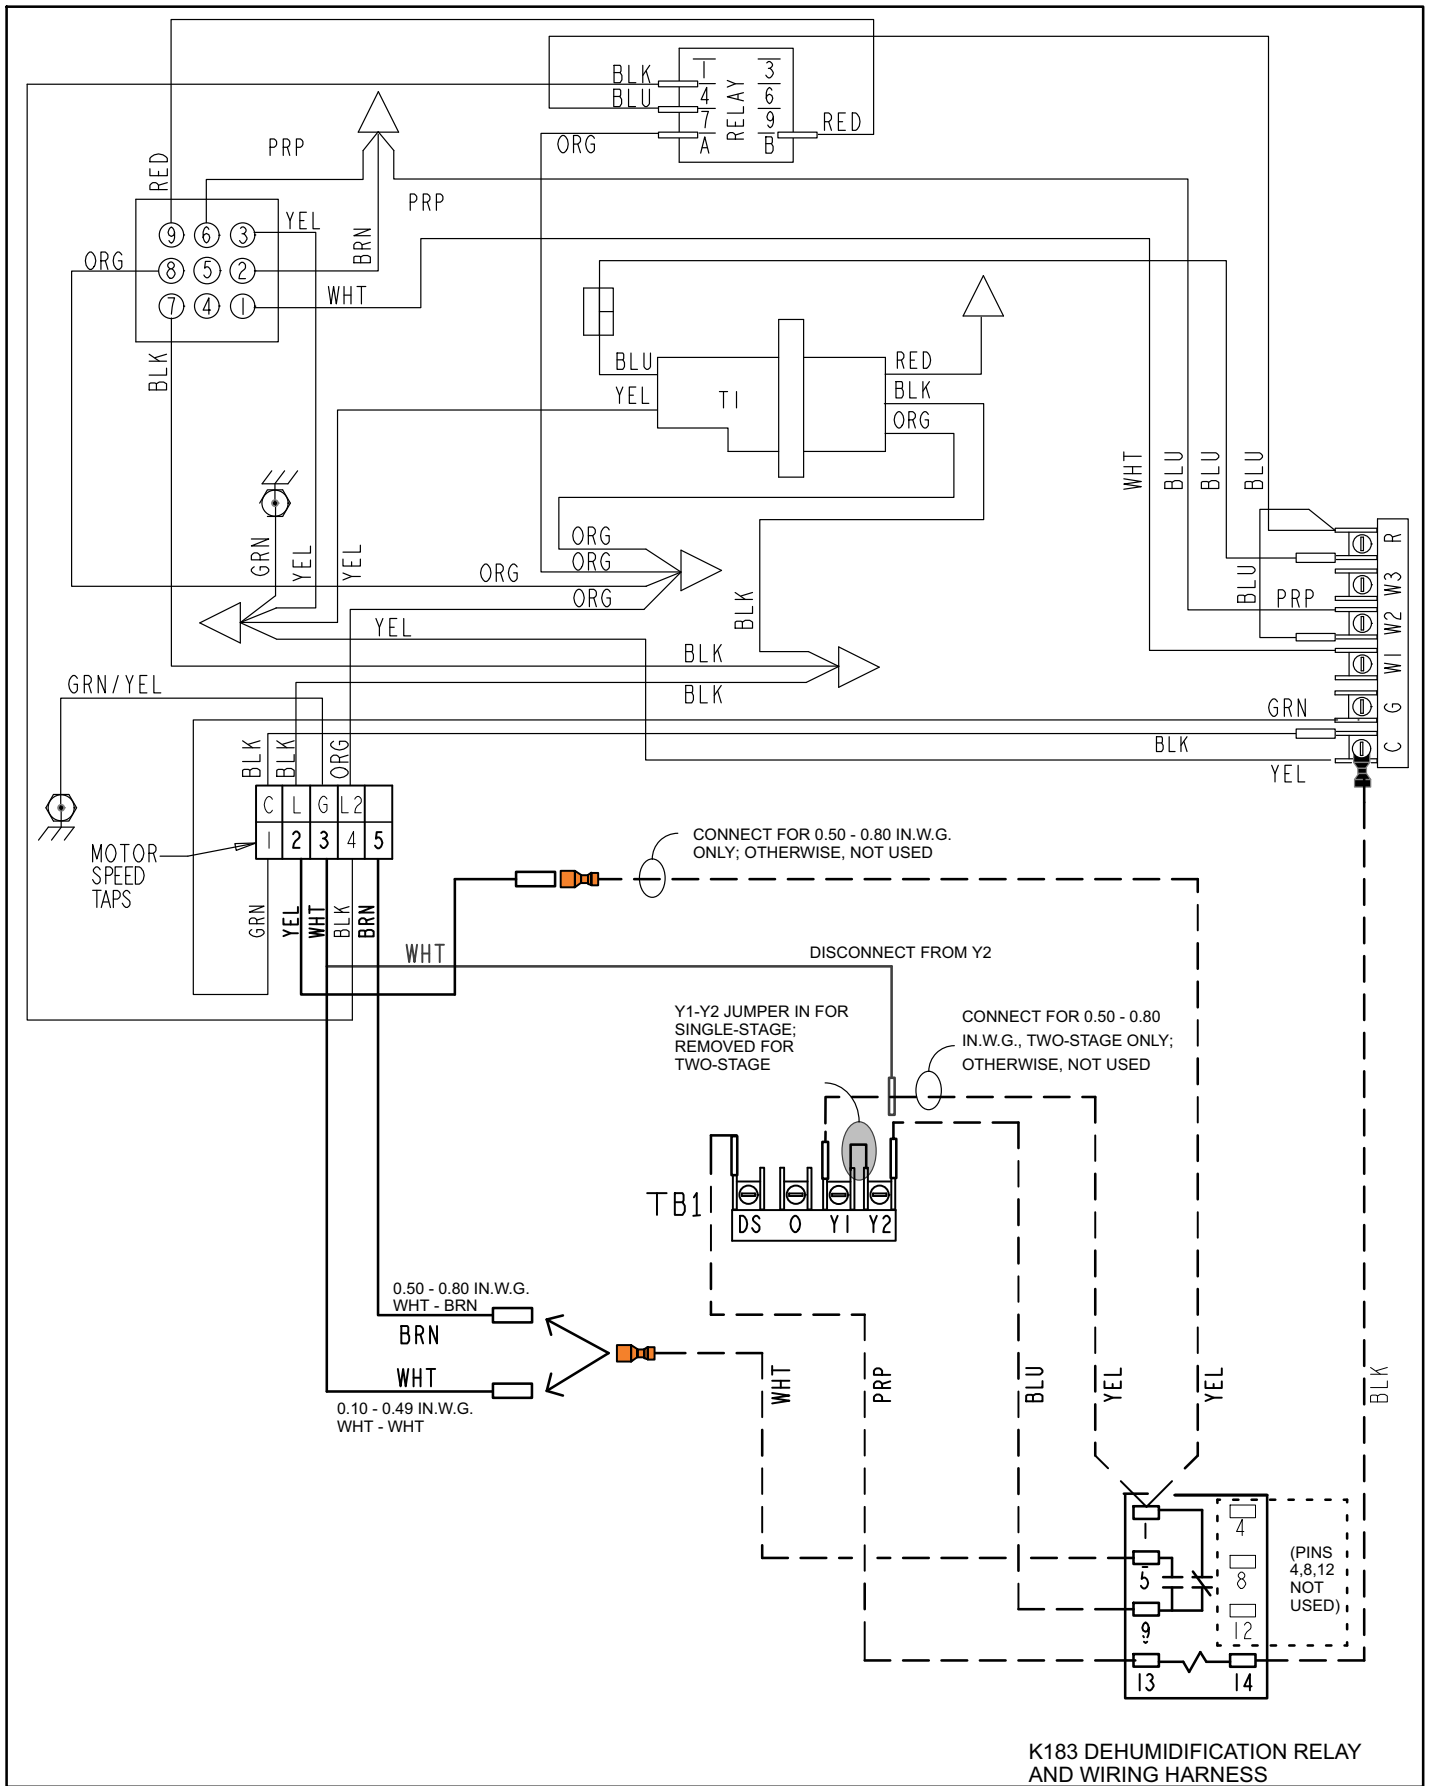 BLK
BLU
ORG
1
4
7
A
RELAY
3
6
9
B
RED
PRP
PRP
RED
YEL
BRN
ORG
9 6 3
8 5 2
7 4 1
WHT
BLK
BLU
YEL
T1
RED
BLK
ORG
WHT
BLU
BLU
BLU
GRN
YEL
YEL
ORG
ORG
ORG
ORG
YEL
BLK
BLK
BLK
BLU
PRP
R
W3
W2
W1
G
C
GRN
BLK
YEL
GRN/YEL
BLK
BLK
ORG
C L G L2
1 2 3 4 5
MOTOR
SPEED
TAPS
GRN
YEL
WHT
BLK
BRN
CONNECT FOR 0.50 - 0.80 IN.W.G.
ONLY; OTHERWISE, NOT USED
WHT
DISCONNECT FROM Y2
Y1-Y2 JUMPER IN FOR
SINGLE-STAGE;
REMOVED FOR
TWO-STAGE
CONNECT FOR 0.50 - 0.80
IN.W.G., TWO-STAGE ONLY;
OTHERWISE, NOT USED
TB1
DS O Y1 Y2
0.50 - 0.80 IN.W.G.
WHT - BRN
BRN
WHT
0.10 - 0.49 IN.W.G.
WHT - WHT
WHT
PRP
BLU
YEL
YEL
BLK
1
5
9
13
4
8
12
14
(PINS
4,8,12
NOT
USED)
K183 DEHUMIDIFICATION RELAY
AND WIRING HARNESS